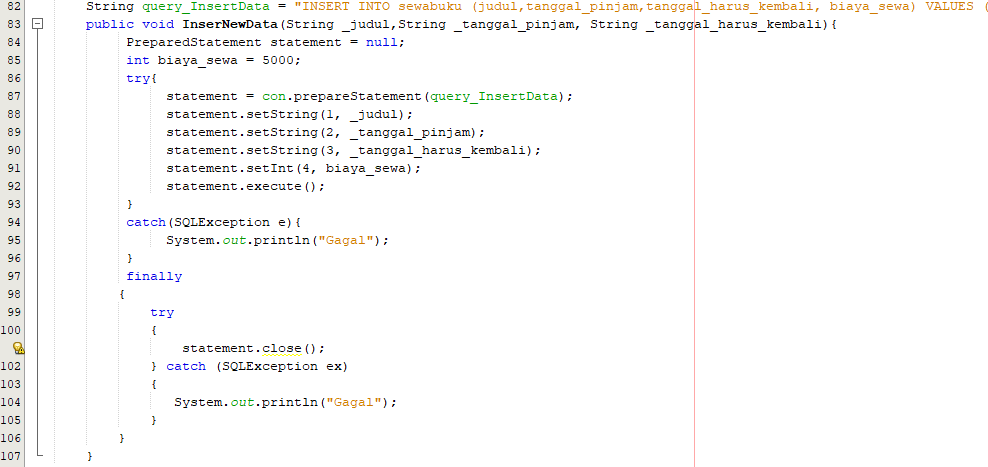 82 String query_InsertData = "INSERT INTO sewabuku (judul,tanggal_pinjam,tanggal_harus_kembali, biaya_sewa) VALUES (
83 public void InserNewData(String _judul,String _tanggal_pinjam, String _tanggal_harus_kembali){
84 PreparedStatement statement = null;
85 int biaya_sewa = 5000;
86 try{
87 statement = con.prepareStatement(query_InsertData);
88 statement.setString(1, _judul);
89 statement.setString(2, _tanggal_pinjam);
90 statement.setString(3, _tanggal_harus_kembali);
91 statement.setInt(4, biaya_sewa);
92 statement.execute();
93 }
94 catch(SQLException e){
95 System.out.println("Gagal");
96 }
97 finally
98 {
99 try
100 {
statement.close();
102 } catch (SQLException ex)
103 {
104 System.out.println("Gagal");
105 }
106 }
107 }